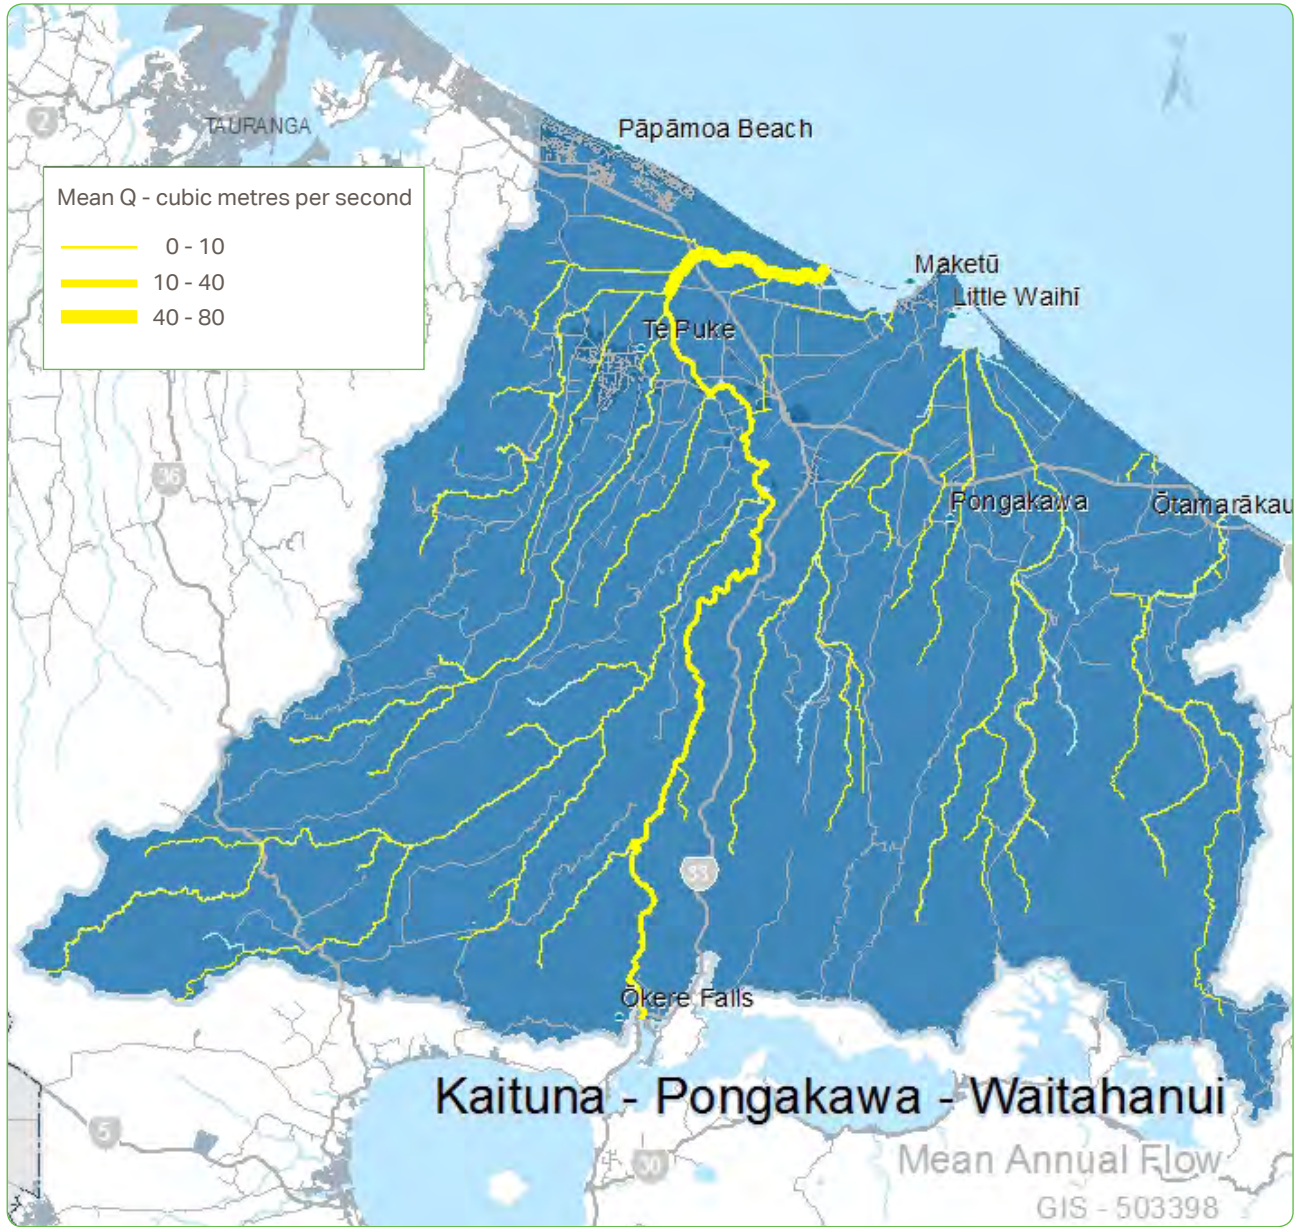 Pāpāmoa Beach
2
TAURANGA
Mean Q - cubic metres per second
0 - 10
10 - 40
40 - 80
Maketū
Little Waihī
Te Puke
36
Pongakawa
Ōtamarākau
33
Ōkere Falls
Kaituna - Pongakawa - Waitahanui
5
30
Mean Annual Flow
GIS - 503398